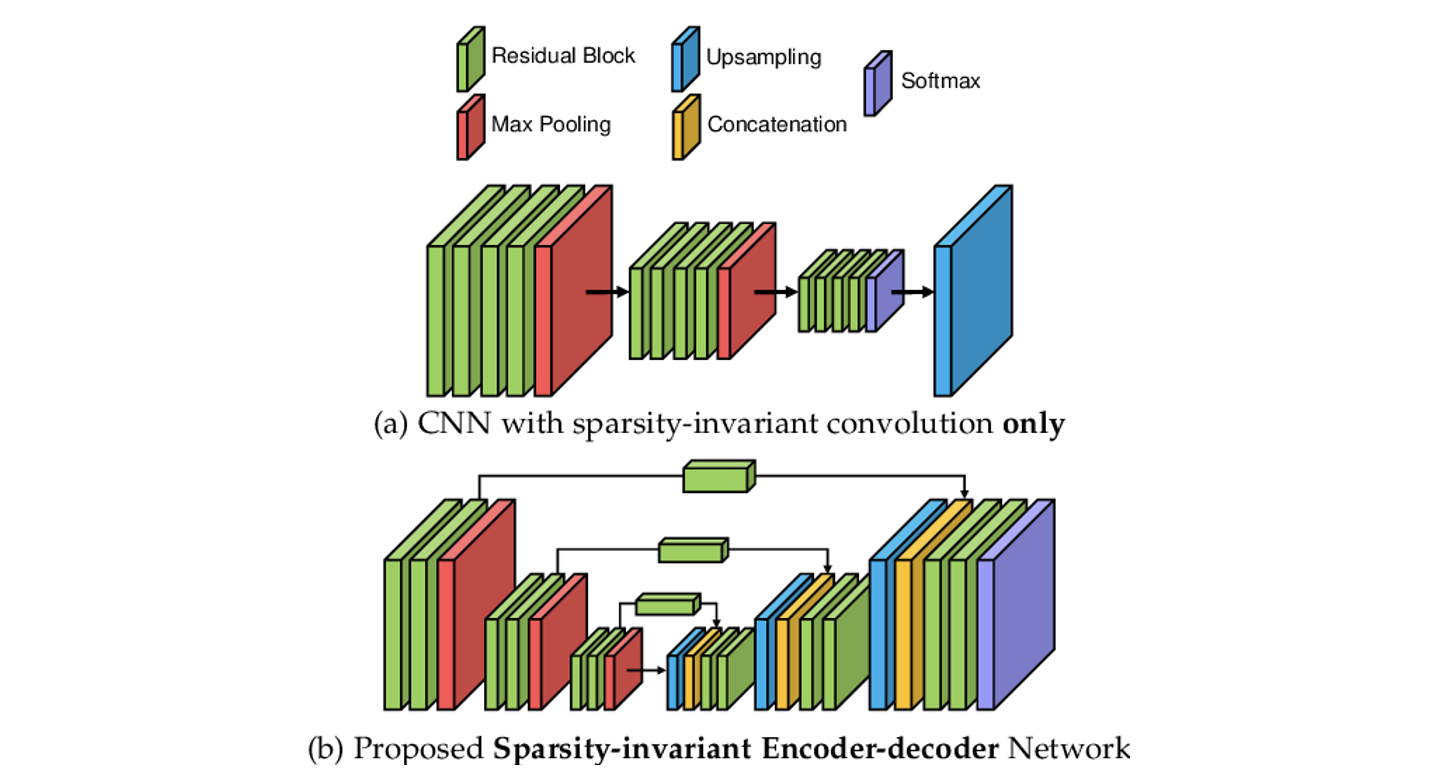 Residual Block
Upsampling
Softmax
Max Pooling
Concatenation
(a) CNN with sparsity-invariant convolution only
(b) Proposed Sparsity-invariant Encoder-decoder Network